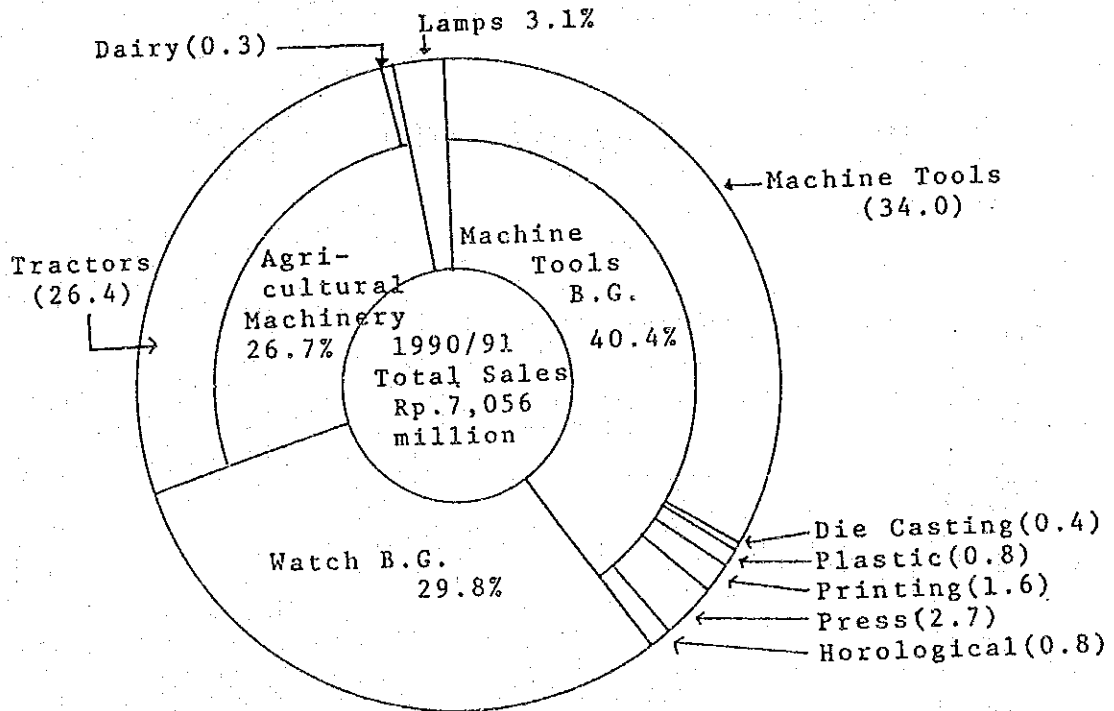 Lamps 3.1%
Dairy(0.3)
Machine Tools
(34.0)
Machine
Tools
B.G.
40.4%
Tractors
(26.4)
Agri-
cultural
Machinery
26.7%
1990/91
Total Sales
Rp.7,056
million
Die Casting(0.4)
Plastic(0.8)
Printing(1.6)
Press(2.7)
Horological(0.8)
Watch B.G.
29.8%